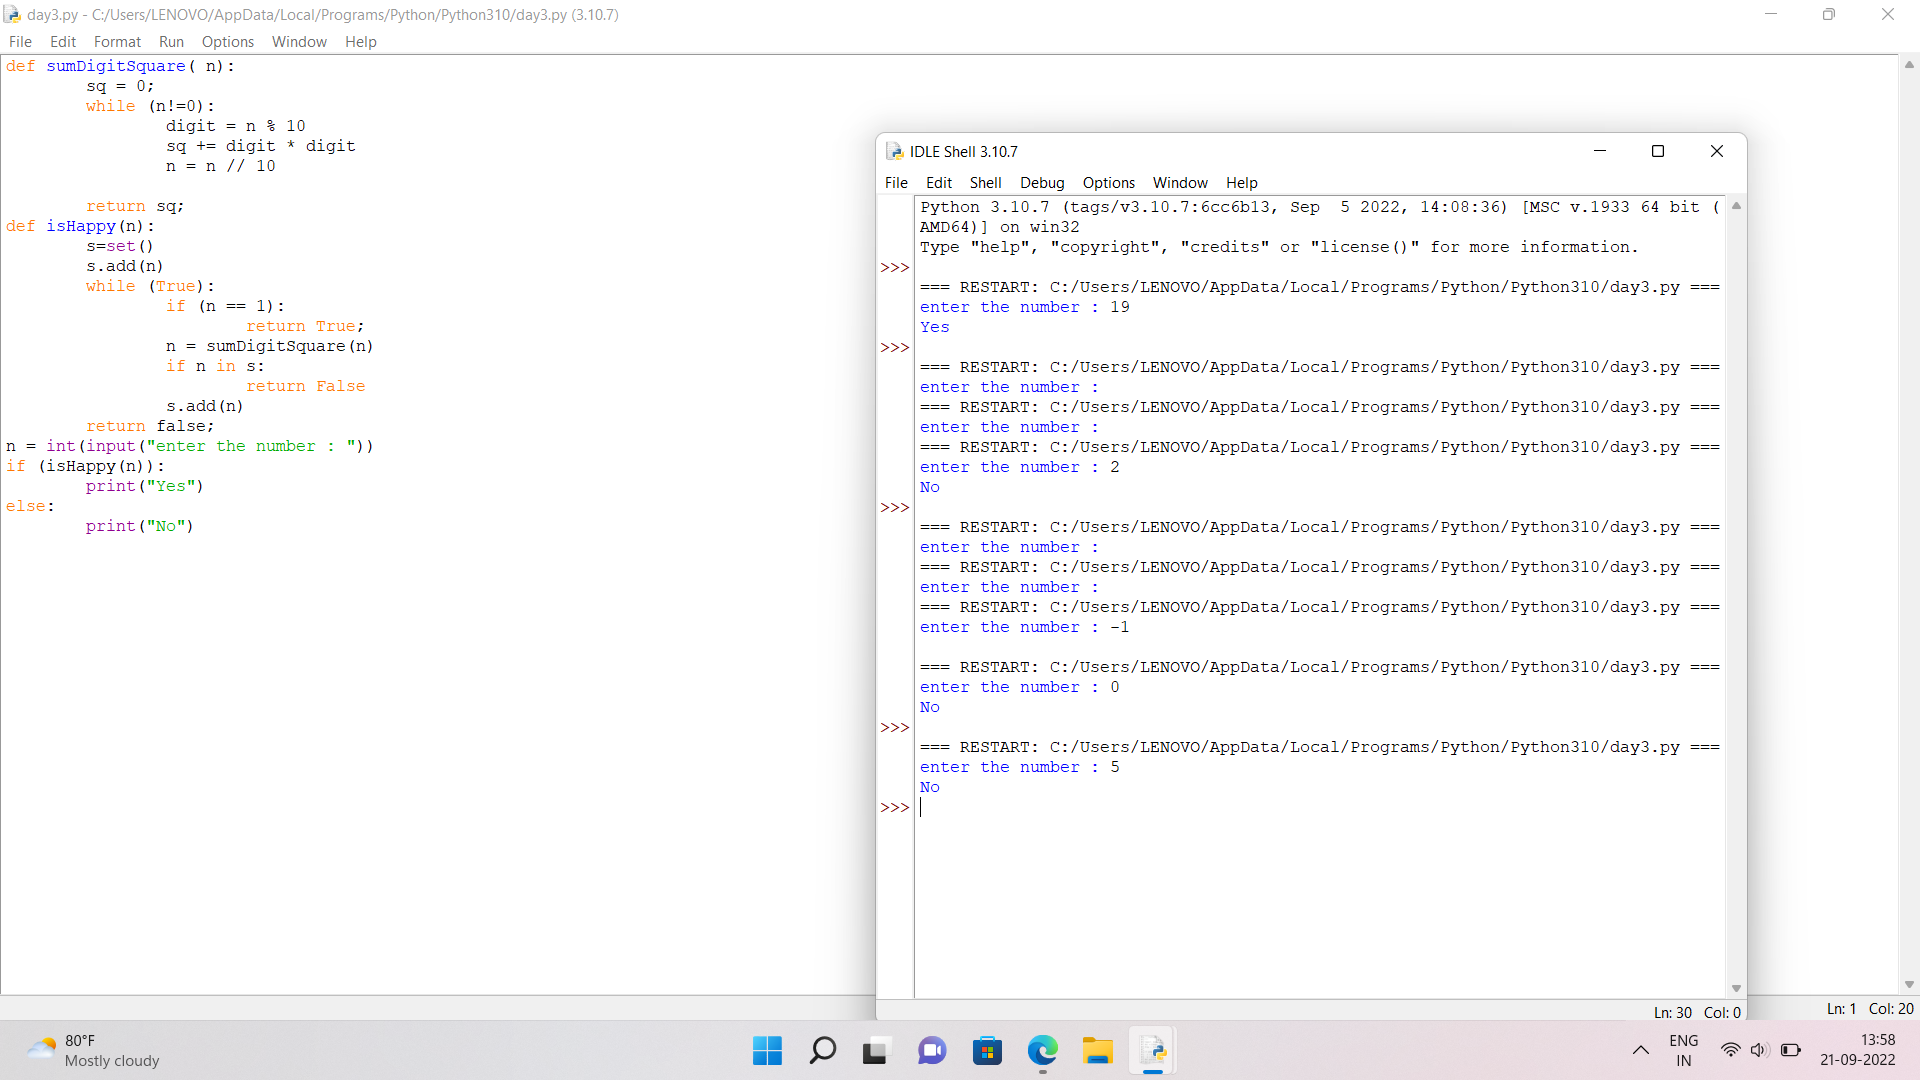 day3.py - C:/Users/LENOVO/AppData/Local/Programs/Python/Python310/day3.py (3.10.7)
File Edit Format Run Options Window Help
def sumDigitSquare( n):
        sq = 0;
        while (n!=0):
                digit = n % 10
                sq += digit * digit
                n = n // 10
        return sq;
def isHappy(n):
        s=set()
        s.add(n)
        while (True):
                if (n == 1):
                        return True;
                n = sumDigitSquare(n)
                if n in s:
                        return False
                s.add(n)
        return false;
n = int(input("enter the number : "))
if (isHappy(n)):
        print("Yes")
else:
        print("No")
IDLE Shell 3.10.7
File Edit Shell Debug Options Window Help
Python 3.10.7 (tags/v3.10.7:6cc6b13, Sep  5 2022, 14:08:36) [MSC v.1933 64 bit (
AMD64)] on win32
Type "help", "copyright", "credits" or "license()" for more information.
>>>
=== RESTART: C:/Users/LENOVO/AppData/Local/Programs/Python/Python310/day3.py ===
enter the number : 19
Yes
>>>
=== RESTART: C:/Users/LENOVO/AppData/Local/Programs/Python/Python310/day3.py ===
enter the number :
=== RESTART: C:/Users/LENOVO/AppData/Local/Programs/Python/Python310/day3.py ===
enter the number :
=== RESTART: C:/Users/LENOVO/AppData/Local/Programs/Python/Python310/day3.py ===
enter the number : 2
No
>>>
=== RESTART: C:/Users/LENOVO/AppData/Local/Programs/Python/Python310/day3.py ===
enter the number :
=== RESTART: C:/Users/LENOVO/AppData/Local/Programs/Python/Python310/day3.py ===
enter the number :
=== RESTART: C:/Users/LENOVO/AppData/Local/Programs/Python/Python310/day3.py ===
enter the number : -1
=== RESTART: C:/Users/LENOVO/AppData/Local/Programs/Python/Python310/day3.py ===
enter the number : 0
No
>>>
=== RESTART: C:/Users/LENOVO/AppData/Local/Programs/Python/Python310/day3.py ===
enter the number : 5
No
>>>
Ln: 30 Col: 0
Ln: 1 Col: 20
80°F
Mostly cloudy
ENG
IN
13:58
21-09-2022